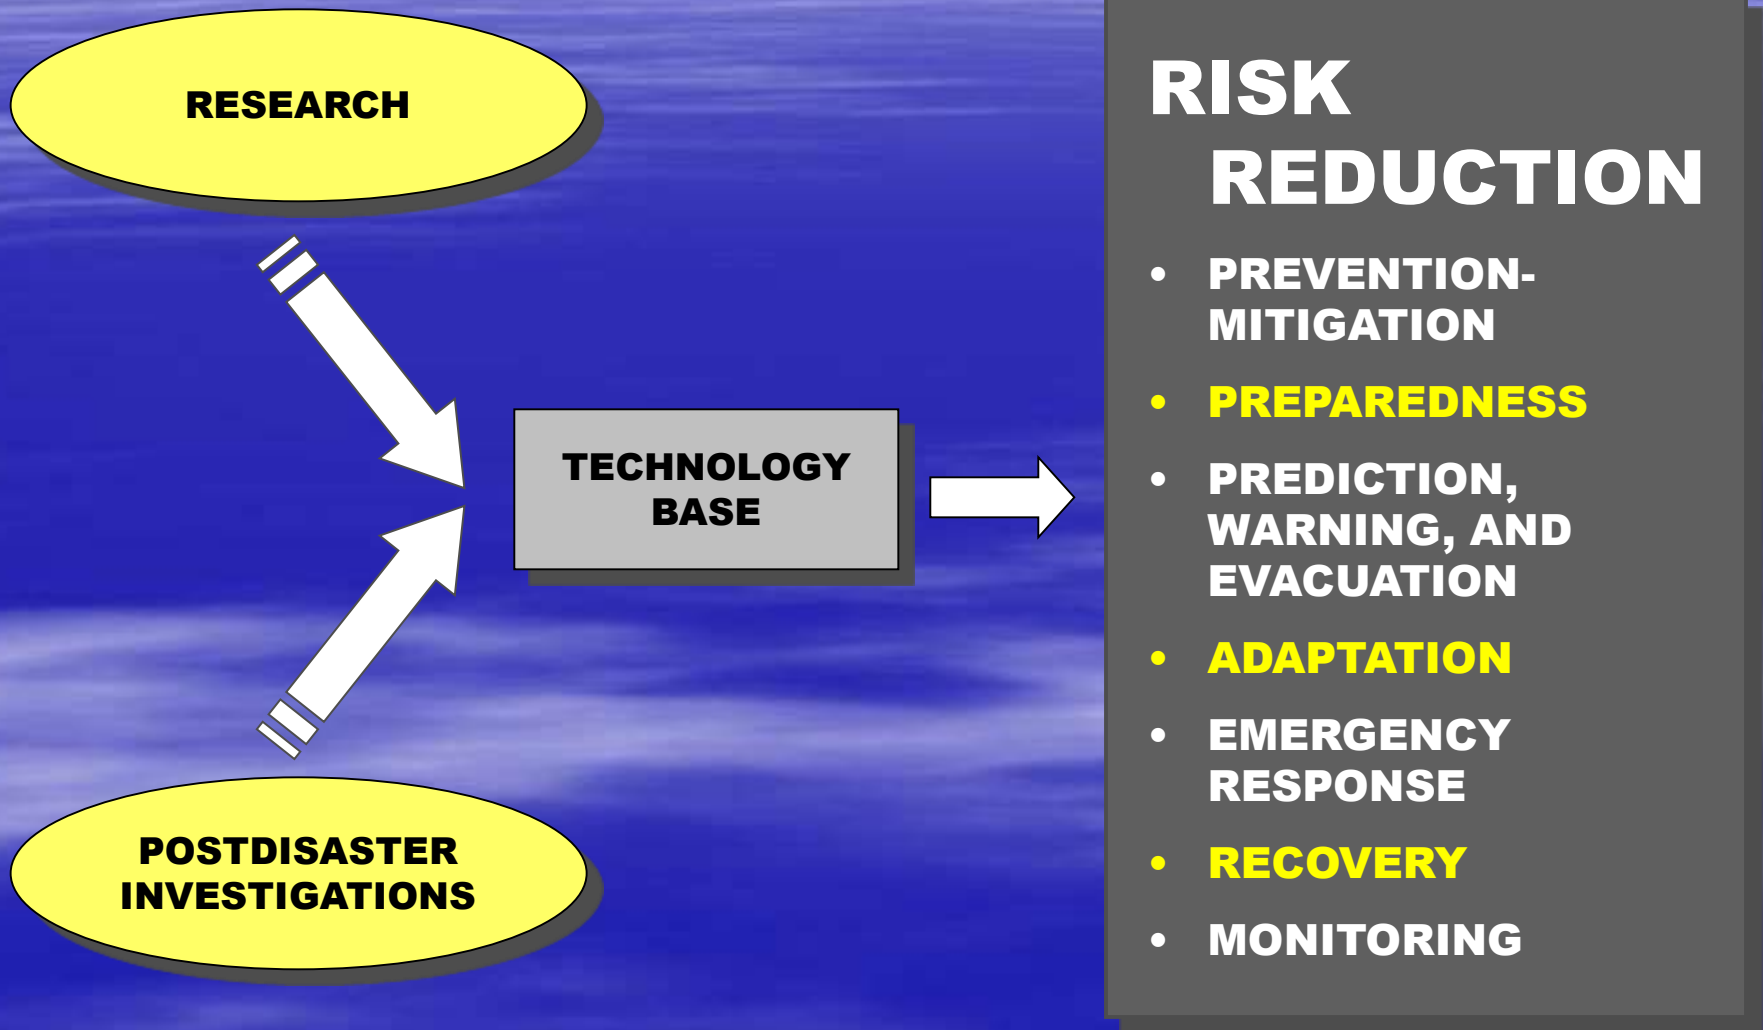 RESEARCH
TECHNOLOGY
BASE
POSTDISASTER
INVESTIGATIONS
RISK
REDUCTION
• PREVENTION-
MITIGATION
• PREPAREDNESS
• PREDICTION,
WARNING, AND
EVACUATION
• ADAPTATION
• EMERGENCY
RESPONSE
• RECOVERY
• MONITORING